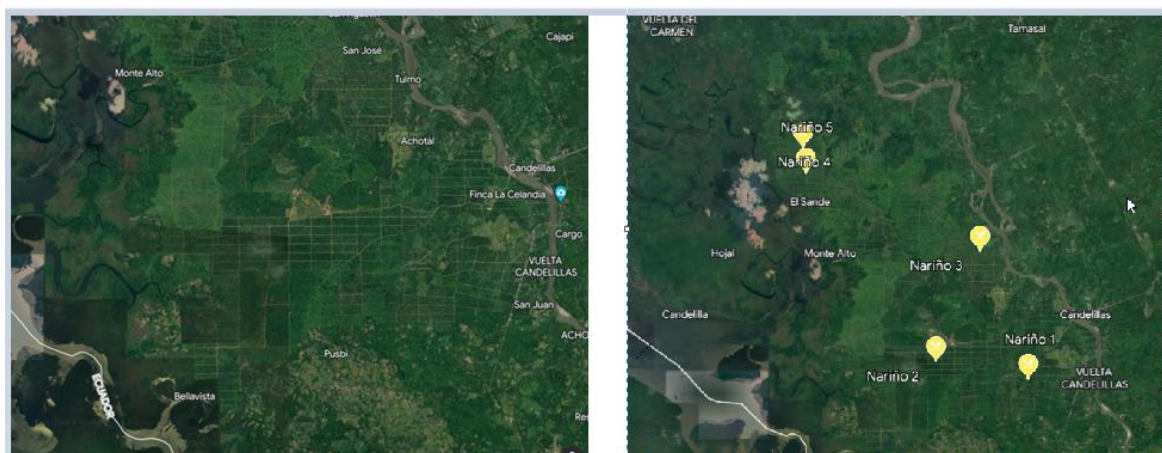 San José
Cajapi
Monte Alto
Tulmo
Achotal
Candelillas
Finca La Celandia
Cargo
VUELTA
CANDELILLAS
San Juan
ACHO
Pusbí
ECUADOR
Bellavista
Res
VUELTA DEL
CARMEN
Tamasal
Nariño 5
Nariño 4
El Sande
Hojal
Monte Alto
Nariño 3
Candelilla
Candelillas
Nariño 1
Nariño 2
VUELTA
CANDELILLAS